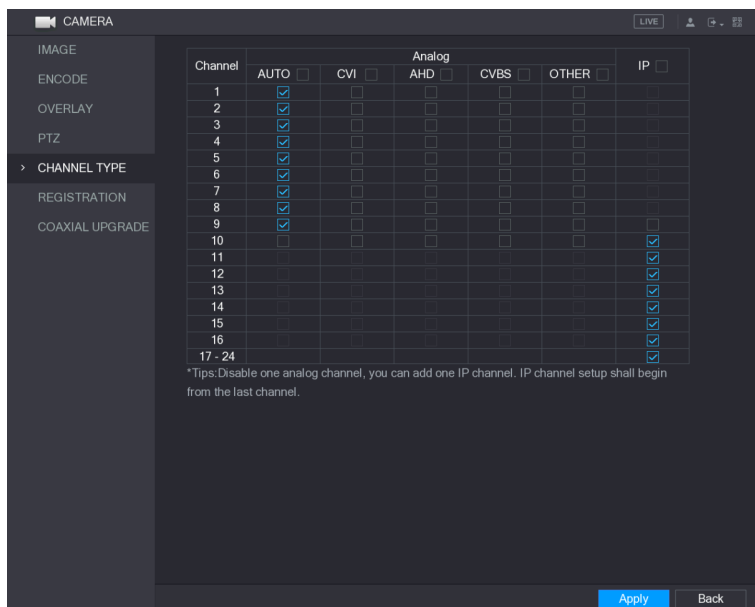 CAMERA
LIVE
IMAGE
ENCODE
OVERLAY
PTZ
> CHANNEL TYPE
REGISTRATION
COAXIAL UPGRADE
Channel Analog IP
AUTO CVI AHD CVBS OTHER
1
2
3
4
5
6
7
8
9
10
11
12
13
14
15
16
17 - 24
*Tips:Disable one analog channel, you can add one IP channel. IP channel setup shall begin
from the last channel.
Apply Back